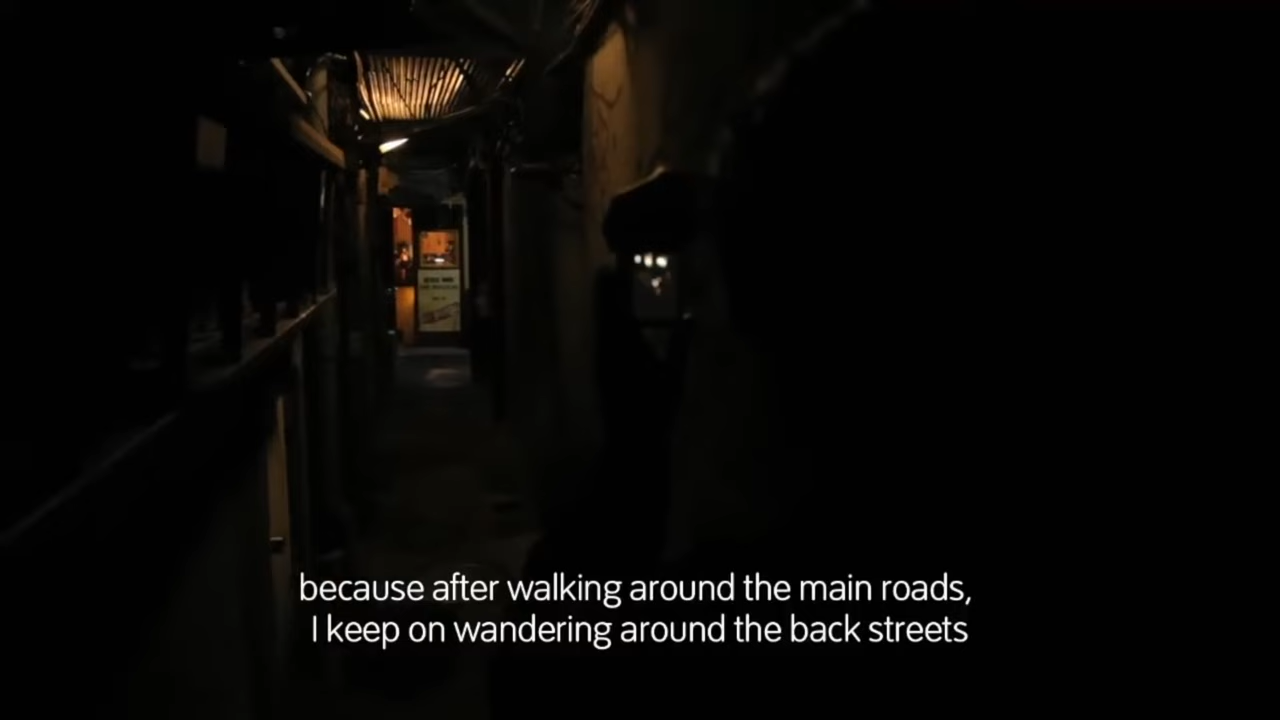 because after walking around the main roads,
I keep on wandering around the back streets